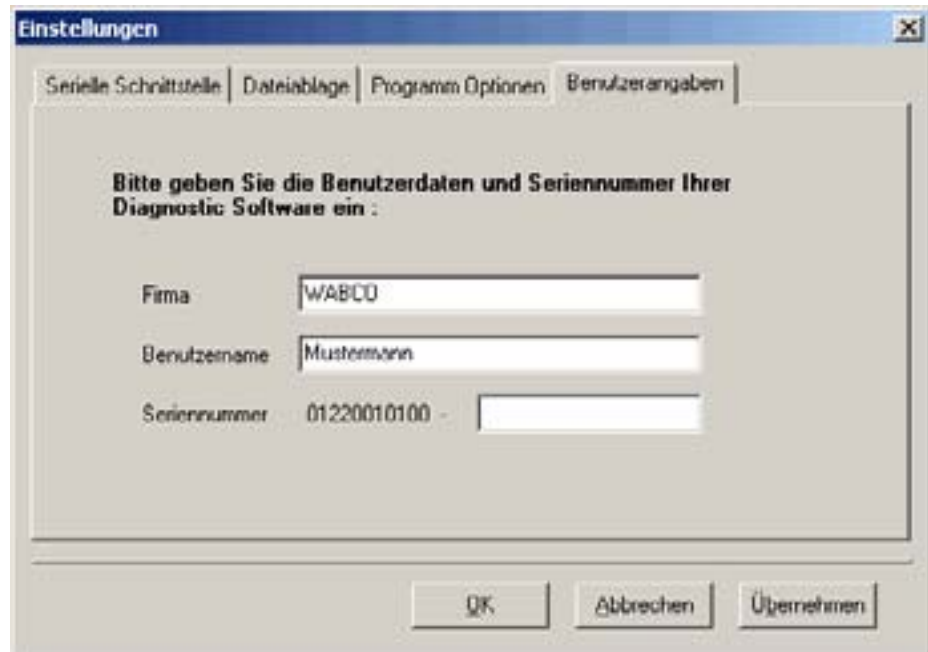 Einstellungen
Serielle Schnittstelle Dateiablage Programm Optionen Benutzerangaben
Bitte geben Sie die Benutzerdaten und Seriennummer Ihrer
Diagnostic Software ein :
Firma WABCO
Benutzername Mustermann
Seriennummer 01220010100 -
OK Abbrechen Übernehmen